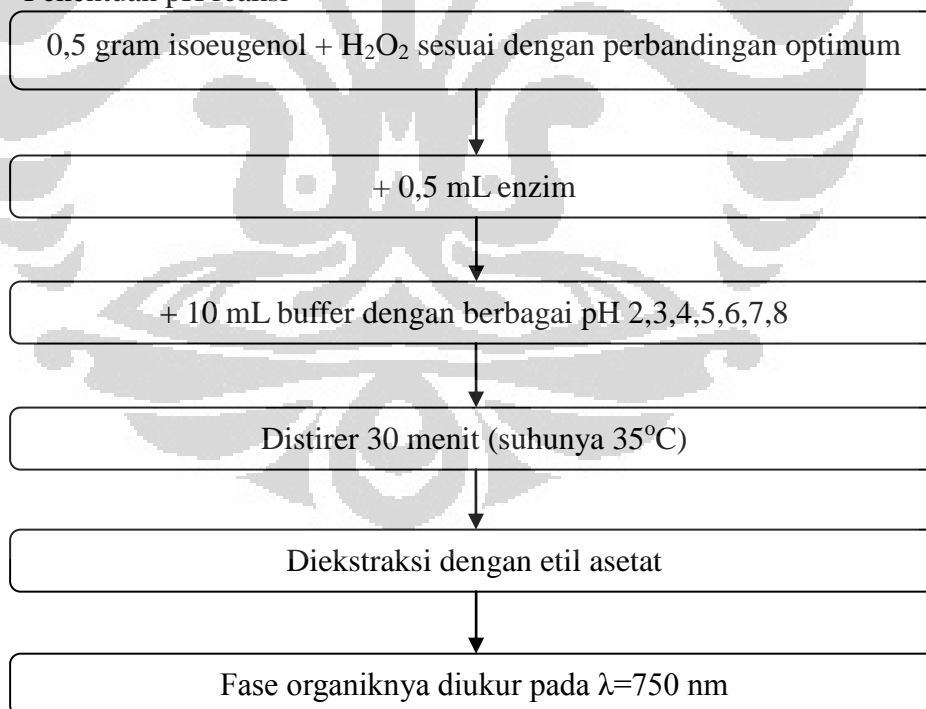 Penentuan pH reaksi
0,5 gram isoeugenol + H₂O₂ sesuai dengan perbandingan optimum
+ 0,5 mL enzim
+ 10 mL buffer dengan berbagai pH 2,3,4,5,6,7,8
Distirer 30 menit (suhunya 35°C)
Diekstraksi dengan etil asetat
Fase organiknya diukur pada λ=750 nm